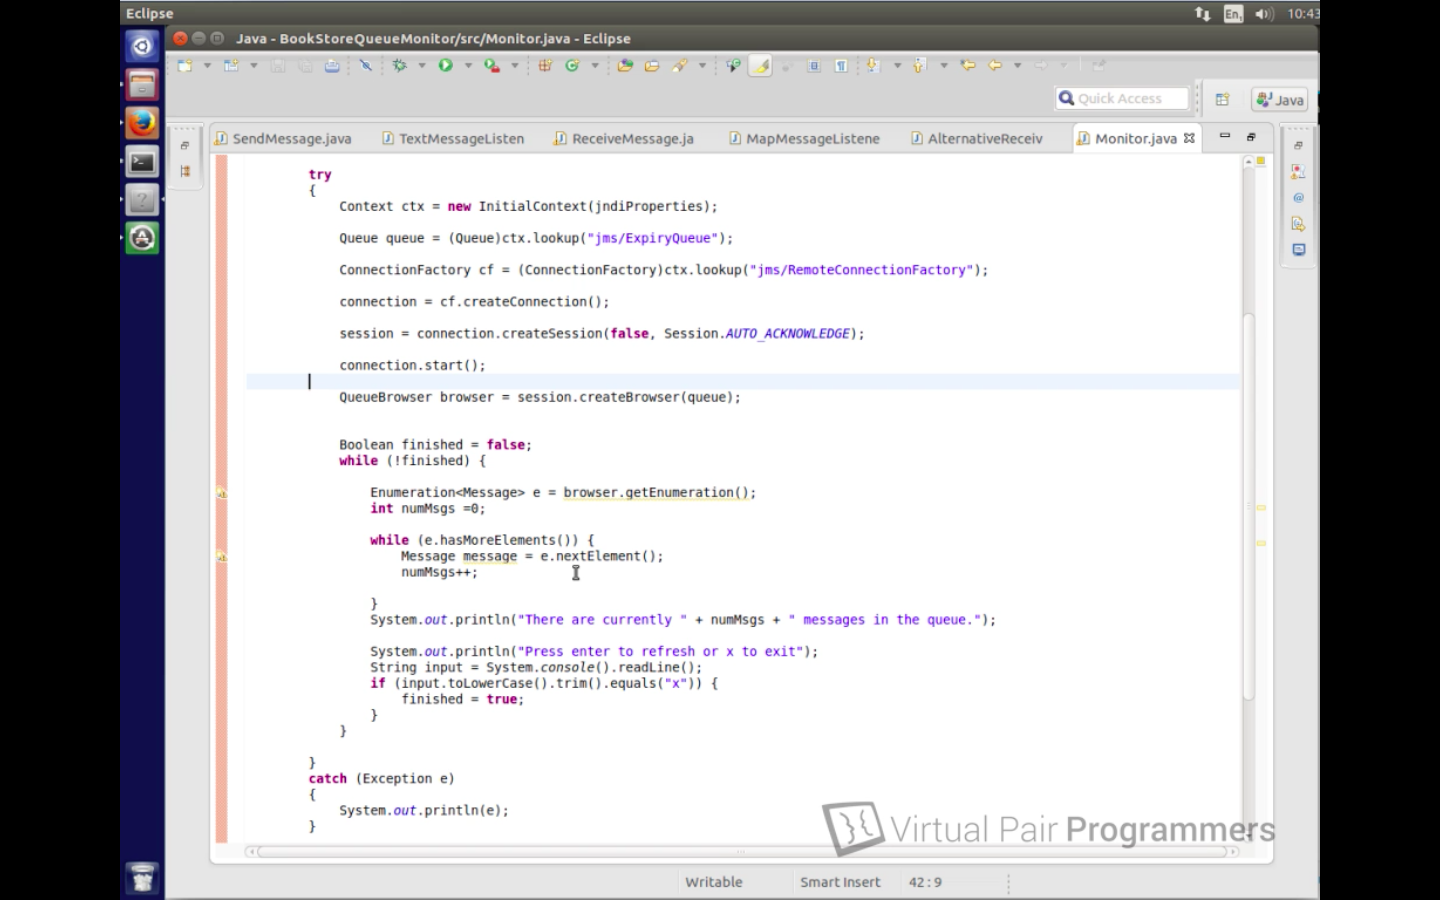 Eclipse
En
10:43
Java - BookStoreQueueMonitor/src/Monitor.java - Eclipse
Quick Access
Java
SendMessage.java
TextMessageListen
ReceiveMessage.ja
MapMessageListene
AlternativeReceiv
Monitor.java
try
{
Context ctx = new InitialContext(jndiProperties);
Queue queue = (Queue)ctx.lookup("jms/ExpiryQueue");
ConnectionFactory cf = (ConnectionFactory)ctx.lookup("jms/RemoteConnectionFactory");
connection = cf.createConnection();
session = connection.createSession(false, Session.AUTO_ACKNOWLEDGE);
connection.start();
QueueBrowser browser = session.createBrowser(queue);
Boolean finished = false;
while (!finished) {
Enumeration<Message> e = browser.getEnumeration();
int numMsgs =0;
while (e.hasMoreElements()) {
Message message = e.nextElement();
numMsgs++;
}
System.out.println("There are currently " + numMsgs + " messages in the queue.");
System.out.println("Press enter to refresh or x to exit");
String input = System.console().readLine();
if (input.toLowerCase().trim().equals("x")) {
finished = true;
}
}
}
catch (Exception e)
{
System.out.println(e);
}
Virtual Pair Programmers
Writable
Smart Insert
42:9